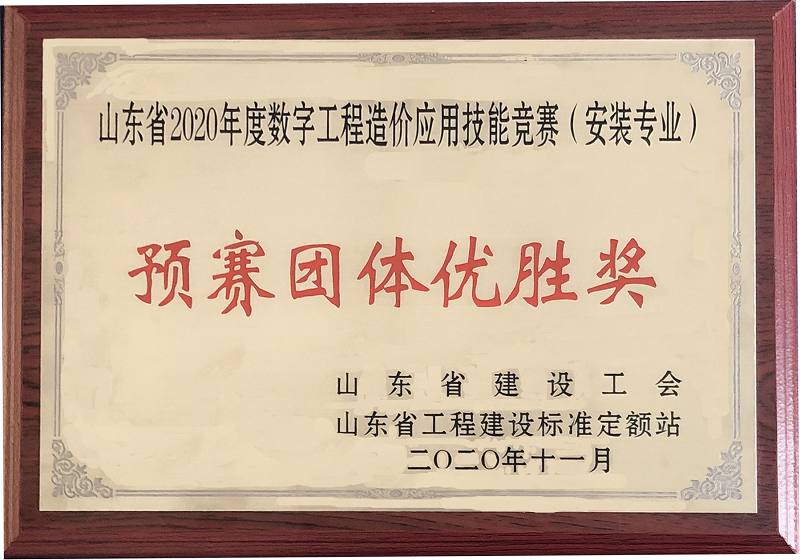 山东省2020年度数字工程造价应用技能竞赛（安装专业）
预赛团体优胜奖
山东省建设工会
山东省工程建设标准定额站
二〇二〇年十一月